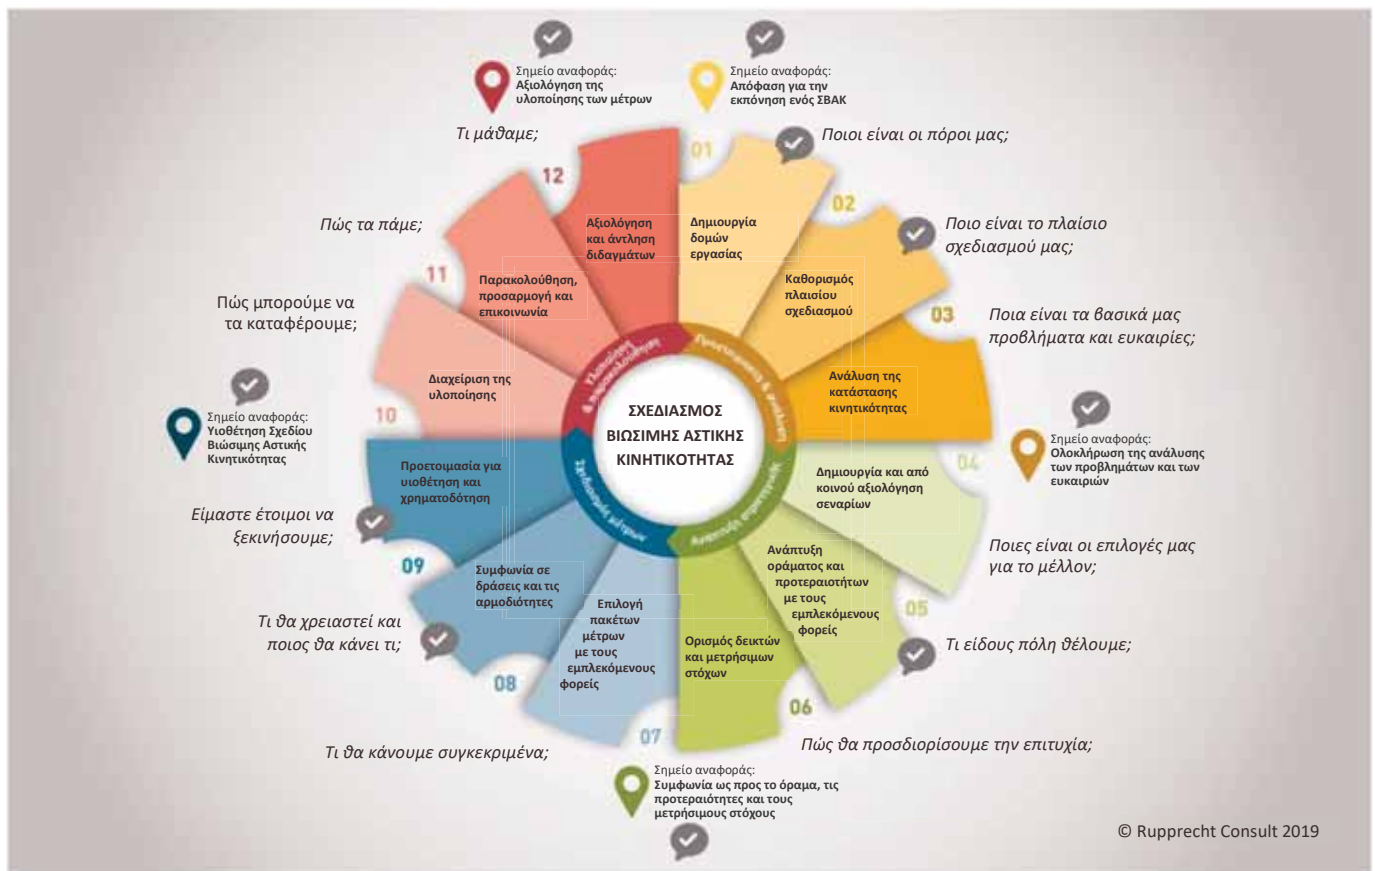 Σημείο αναφοράς:
Αξιολόγηση της
υλοποίησης των μέτρων
Σημείο αναφοράς:
Απόφαση για την
εκπόνηση ενός ΣΒΑΚ
Τι μάθαμε;
Ποιοι είναι οι πόροι μας;
01
12
02
Πώς τα πάμε;
Ποιο είναι το πλαίσιο
σχεδιασμού μας;
Αξιολόγηση
και άντληση
διδαγμάτων
Δημιουργία
δομών
εργασίας
11
Παρακολούθηση,
προσαρμογή και
επικοινωνία
Καθορισμός
πλαισίου
σχεδιασμού
03
Πώς μπορούμε να
τα καταφέρουμε;
Ποια είναι τα βασικά μας
προβλήματα και ευκαιρίες;
Υλοποίηση
& παρακολούθηση
Προετοιμασία & ανάλυση
Διαχείριση της
υλοποίησης
Ανάλυση της
κατάστασης
κινητικότητας
10
Σημείο αναφοράς:
Υιοθέτηση Σχεδίου
Βιώσιμης Αστικής
Κινητικότητας
ΣΧΕΔΙΑΣΜΟΣ
ΒΙΩΣΙΜΗΣ ΑΣΤΙΚΗΣ
ΚΙΝΗΤΙΚΟΤΗΤΑΣ
Σημείο αναφοράς:
Ολοκλήρωση της ανάλυσης
των προβλημάτων και των
ευκαιριών
04
Προετοιμασία για
υιοθέτηση και
χρηματοδότηση
Δημιουργία και από
κοινού αξιολόγηση
σεναρίων
Σχεδιασμός μέτρων
Ανάπτυξη στρατηγικής
Είμαστε έτοιμοι να
ξεκινήσουμε;
Ποιες είναι οι επιλογές μας
για το μέλλον;
09
Συμφωνία σε
δράσεις και τις
αρμοδιότητες
Ανάπτυξη
οράματος και
προτεραιοτήτων
με τους
εμπλεκόμενους
φορείς
05
Τι θα χρειαστεί και
ποιος θα κάνει τι;
Επιλογή
πακέτων
μέτρων
με τους
εμπλεκόμενους
φορείς
Ορισμός δεικτών
και μετρήσιμων
στόχων
Τι είδους πόλη θέλουμε;
08
06
07
Τι θα κάνουμε συγκεκριμένα;
Πώς θα προσδιορίσουμε την επιτυχία;
Σημείο αναφοράς:
Συμφωνία ως προς το όραμα, τις
προτεραιότητες και τους
μετρήσιμους στόχους
© Rupprecht Consult 2019